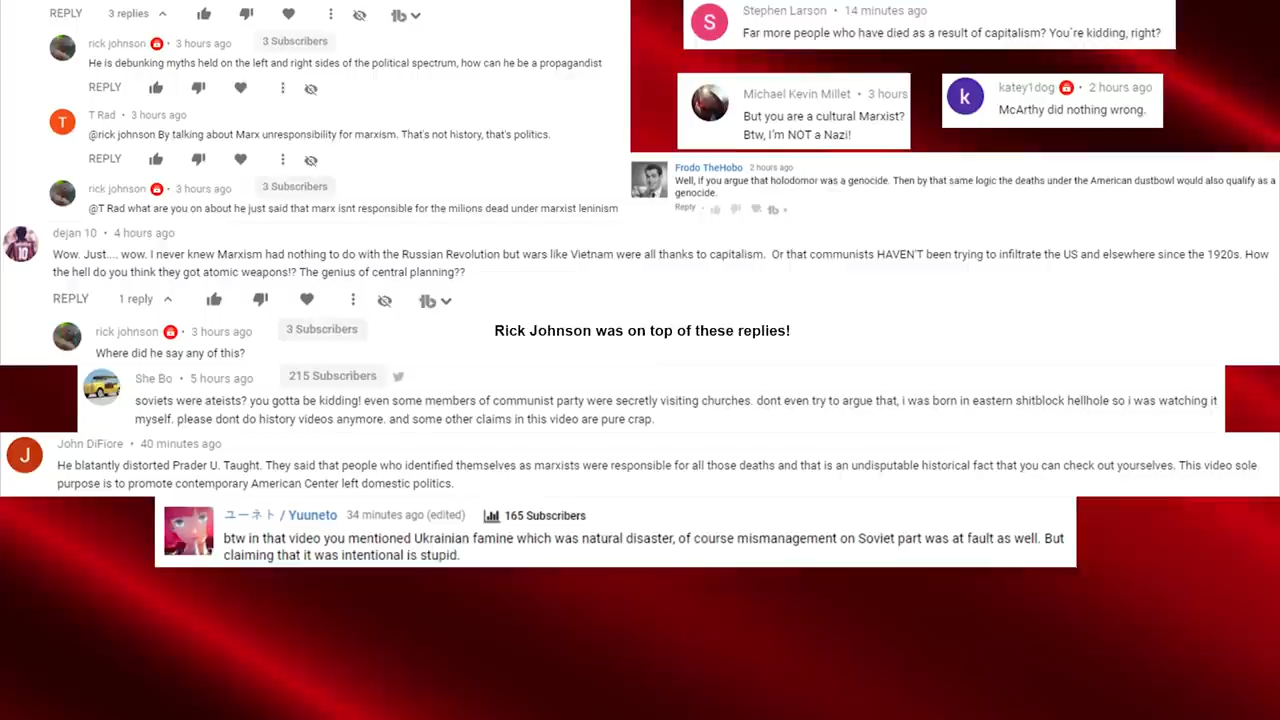 REPLY 3 replies
rick johnson • 3 hours ago 3 Subscribers
He is debunking myths held on the left and right sides of the political spectrum, how can he be a propagandist
REPLY
T Rad • 3 hours ago
@rick johnson By talking about Marx unresponsibility for marxism. That's not history, that's politics.
REPLY
rick johnson • 3 hours ago 3 Subscribers
@T Rad what are you on about he just said that marx isnt responsible for the milions dead under marxist leninism
Stephen Larson • 14 minutes ago
Far more people who have died as a result of capitalism? You're kidding, right?
Michael Kevin Millet • 3 hours
But you are a cultural Marxist?
Btw, I'm NOT a Nazi!
katey1dog • 2 hours ago
McArthy did nothing wrong.
Frodo TheHobo 2 hours ago
Well, if you argue that holodomor was a genocide. Then by that same logic the deaths under the American dustbowl would also qualify as a
genocide.
Reply
dejan 10 • 4 hours ago
Wow. Just.... wow. I never knew Marxism had nothing to do with the Russian Revolution but wars like Vietnam were all thanks to capitalism. Or that communists HAVEN'T been trying to infiltrate the US and elsewhere since the 1920s. How
the hell do you think they got atomic weapons!? The genius of central planning??
REPLY 1 reply
rick johnson • 3 hours ago 3 Subscribers
Where did he say any of this?
Rick Johnson was on top of these replies!
She Bo • 5 hours ago 215 Subscribers
soviets were ateists? you gotta be kidding! even some members of communist party were secretly visiting churches. dont even try to argue that, i was born in eastern shitblock hellhole so i was watching it
myself. please dont do history videos anymore. and some other claims in this video are pure crap.
J
John DiFiore • 40 minutes ago
He blatantly distorted Prader U. Taught. They said that people who identified themselves as marxists were responsible for all those deaths and that is an undisputable historical fact that you can check out yourselves. This video sole
purpose is to promote contemporary American Center left domestic politics.
ユーネト / Yuuneto 34 minutes ago (edited) 165 Subscribers
btw in that video you mentioned Ukrainian famine which was natural disaster, of course mismanagement on Soviet part was at fault as well. But
claiming that it was intentional is stupid.